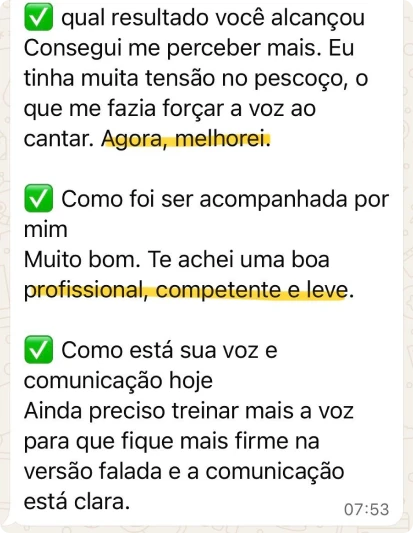 ✅ qual resultado você alcançou
Consegui me perceber mais. Eu
tinha muita tensão no pescoço, o
que me fazia forçar a voz ao
cantar. Agora, melhorei.
✅ Como foi ser acompanhada por
mim
Muito bom. Te achei uma boa
profissional, competente e leve.
✅ Como está sua voz e
comunicação hoje
Ainda preciso treinar mais a voz
para que fique mais firme na
versão falada e a comunicação
está clara.
07:53